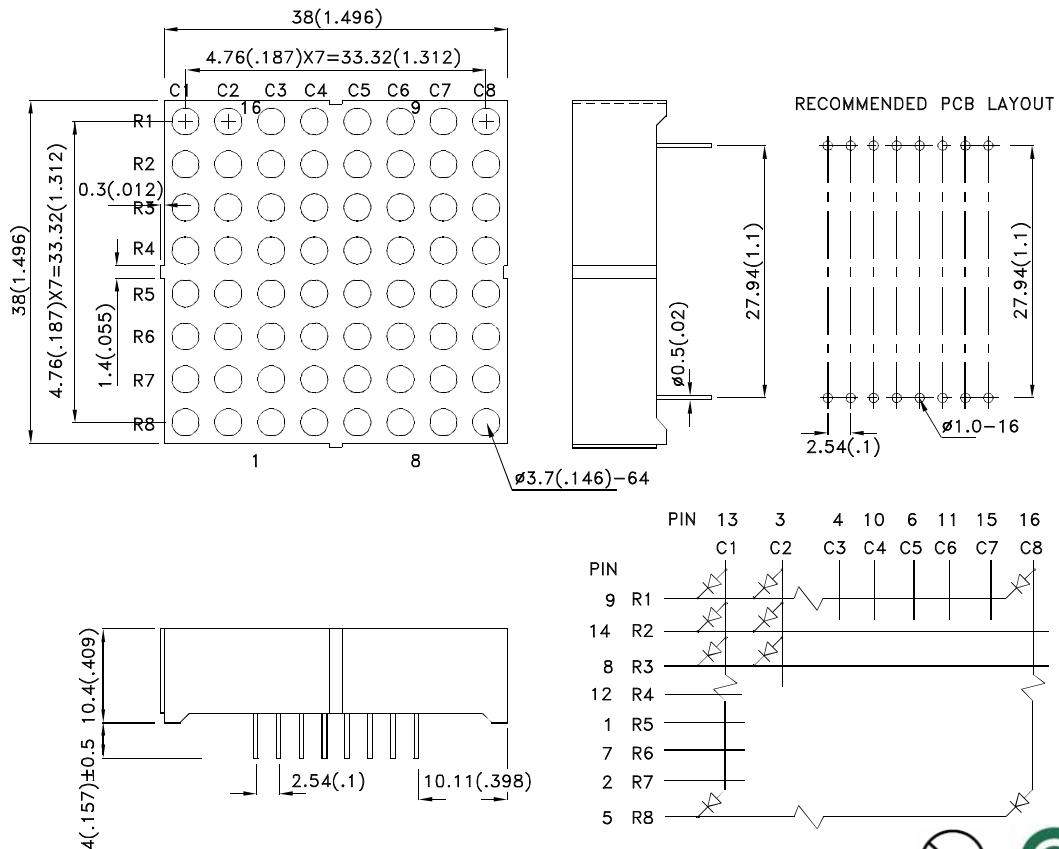 38(1.496)
4.76(.187)X7=33.32(1.312)
C1 C2 C3 C4 C5 C6 C7 C8
16 9
R1
R2
R3
R4
R5
R6
R7
R8
0.3(.012)
38(1.496)
4.76(.187)X7=33.32(1.312)
1.4(.055)
1 8
ø3.7(.146)-64
ø0.5(.02)
27.94(1.1)
RECOMMENDED PCB LAYOUT
27.94(1.1)
ø1.0-16
2.54(.1)
10.4(.409)
4(.157)±0.5
2.54(.1)
10.11(.398)
PIN 13 3 4 10 6 11 15 16
C1 C2 C3 C4 C5 C6 C7 C8
PIN
9 R1
14 R2
8 R3
12 R4
1 R5
7 R6
2 R7
5 R8